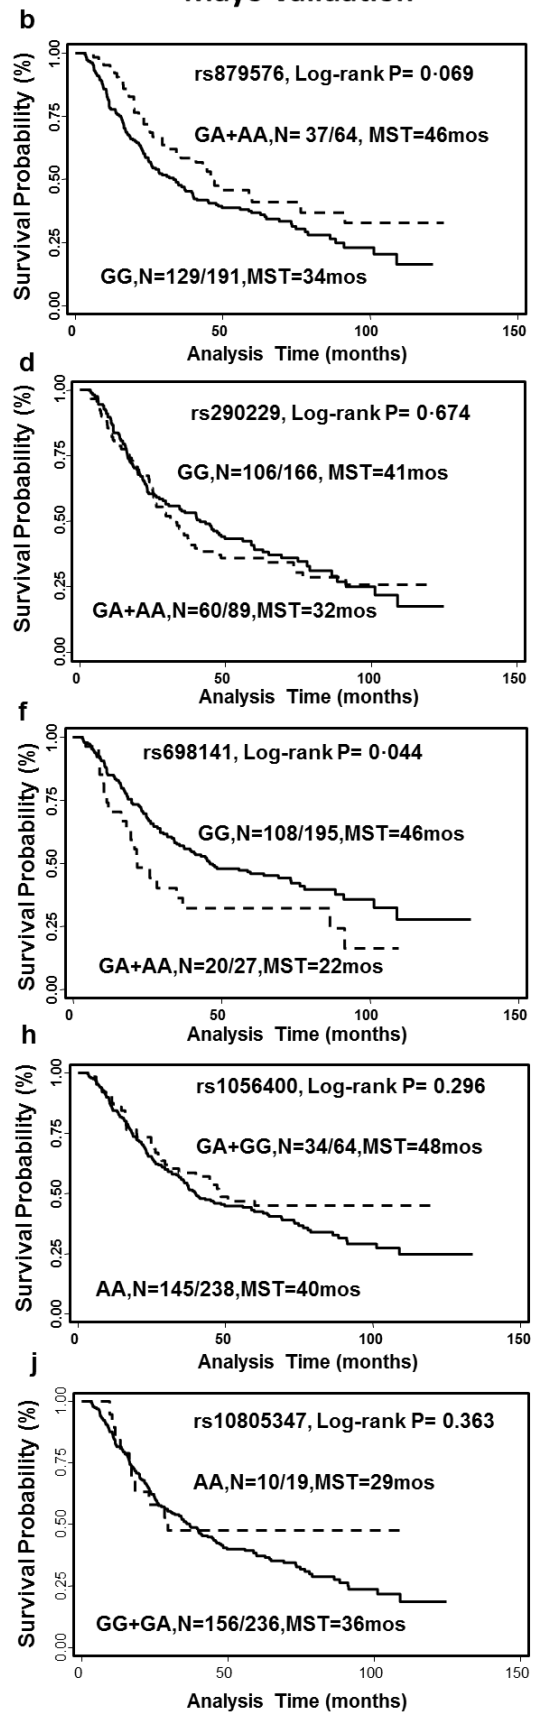 b
rs879576, Log-rank P= 0·069
GA+AA,N= 37/64, MST=46mos
GG,N=129/191,MST=34mos
Survival Probability (%)
1.00
0.75
0.50
0.25
0.00
0
50
100
150
Analysis Time (months)
d
rs290229, Log-rank P= 0·674
GG,N=106/166, MST=41mos
GA+AA,N=60/89,MST=32mos
Survival Probability (%)
1.00
0.75
0.50
0.25
0.00
0
50
100
150
Analysis Time (months)
f
rs698141, Log-rank P= 0·044
GG,N=108/195,MST=46mos
GA+AA,N=20/27,MST=22mos
Survival Probability (%)
1.00
0.75
0.50
0.25
0.00
0
50
100
150
Analysis Time (months)
h
rs1056400, Log-rank P= 0.296
GA+GG,N=34/64,MST=48mos
AA,N=145/238,MST=40mos
Survival Probability (%)
1.00
0.75
0.50
0.25
0.00
0
50
100
150
Analysis Time (months)
j
rs10805347, Log-rank P= 0.363
AA,N=10/19,MST=29mos
GG+GA,N=156/236,MST=36mos
Survival Probability (%)
1.00
0.75
0.50
0.25
0.00
0
50
100
150
Analysis Time (months)